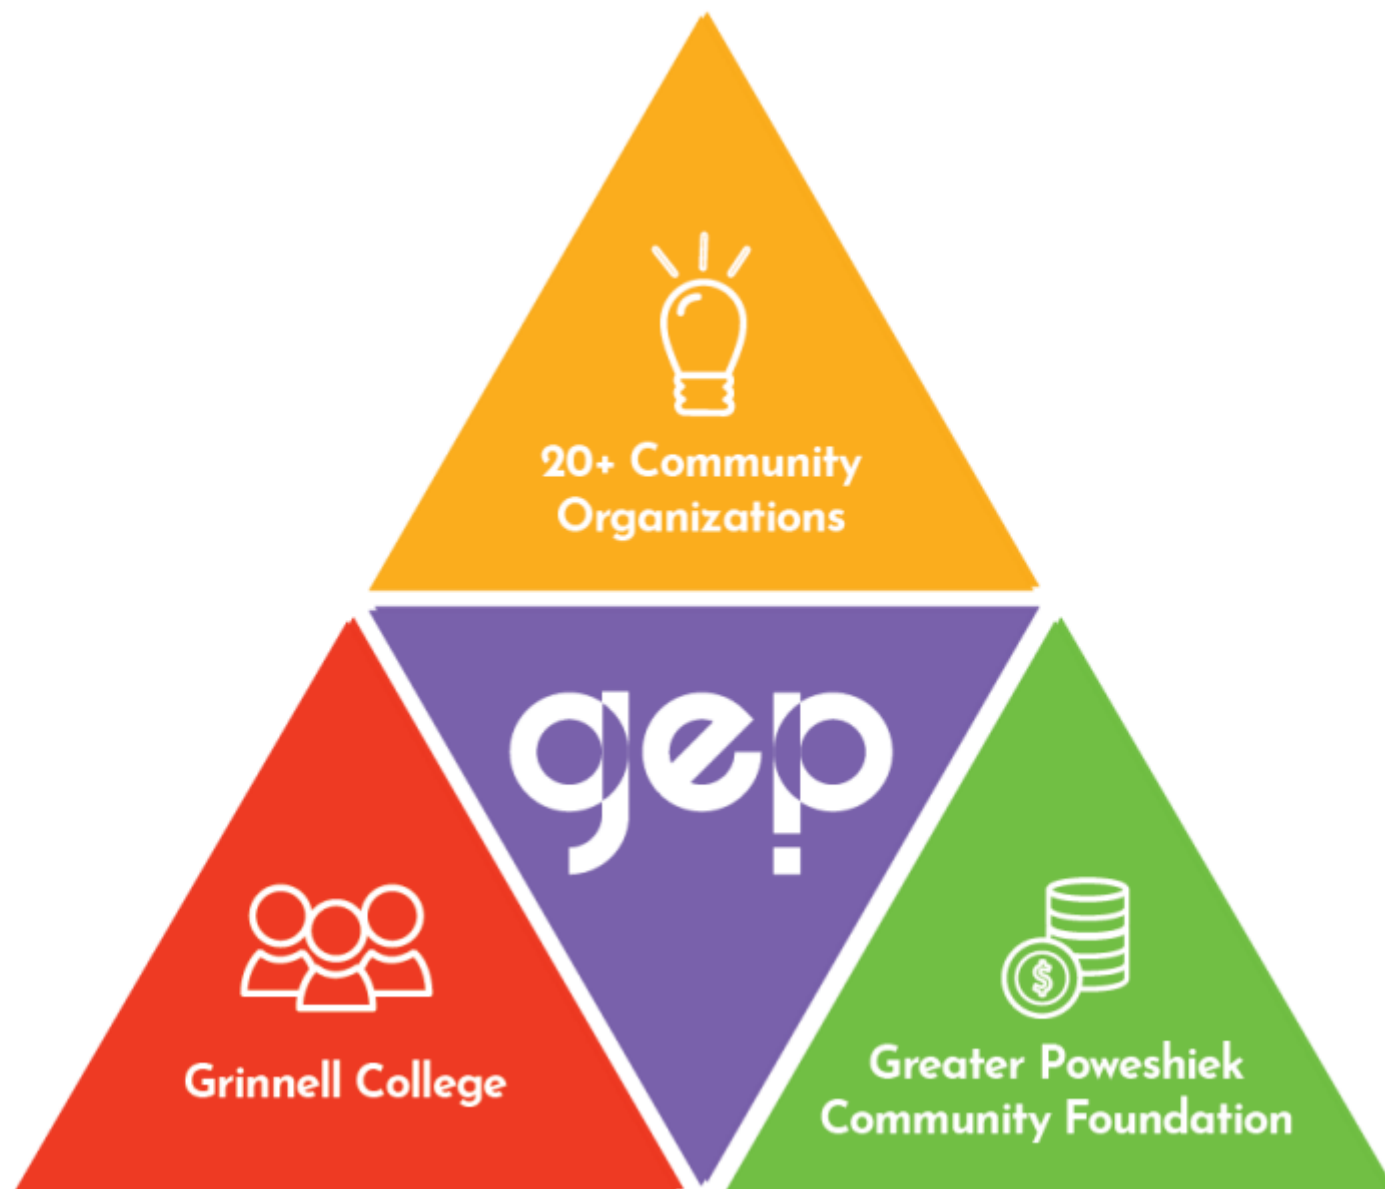 20+ Community
Organizations
gep
Grinnell College
$
Greater Poweshiek
Community Foundation